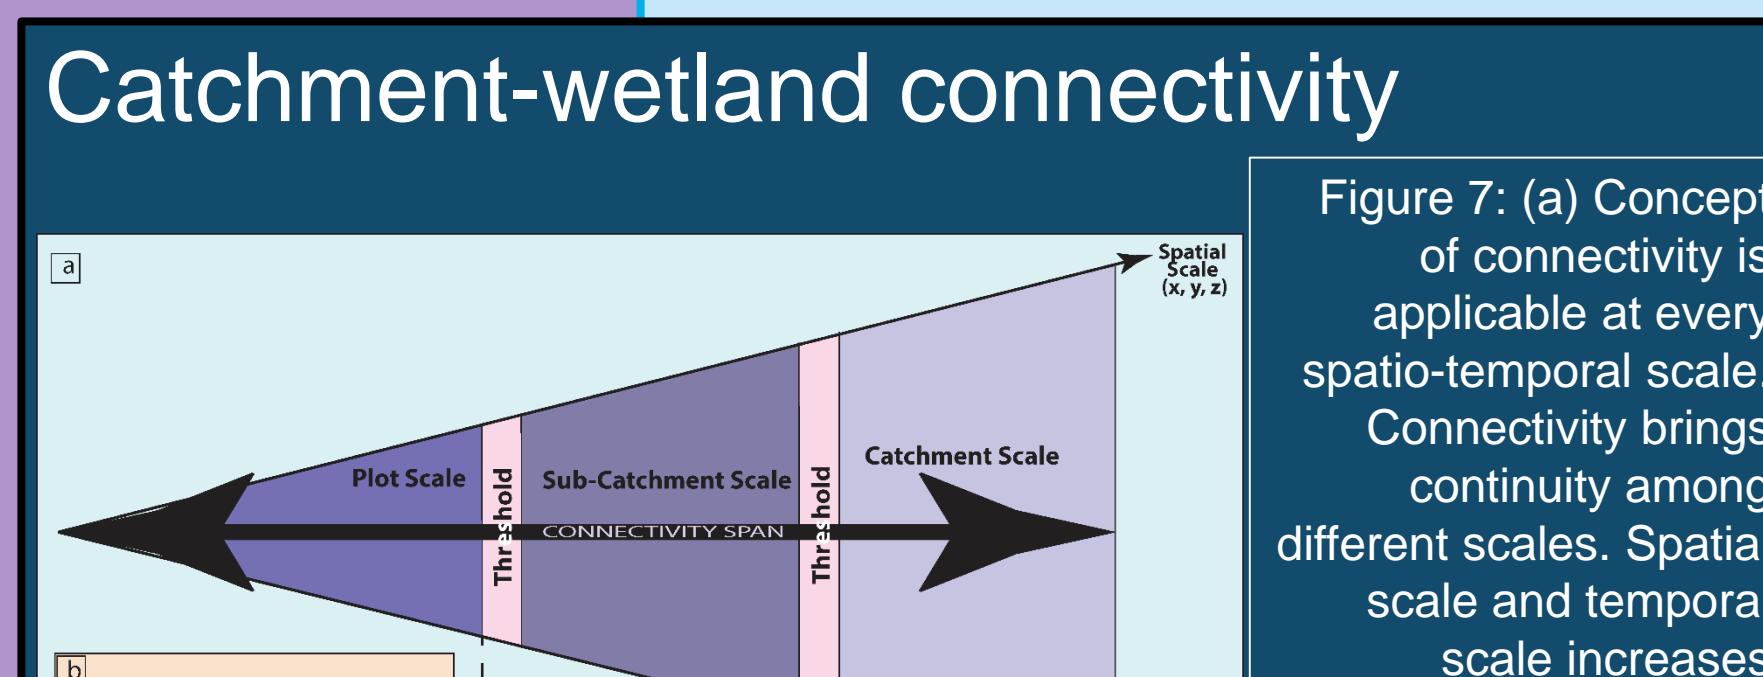 Catchment-wetland connectivity
a
Spatial
Scale
(x, y, z)
Plot Scale
Threshold
Sub-Catchment Scale
Threshold
Catchment Scale
CONNECTIVITY SPAN
b
Figure 7: (a) Concept
of connectivity is
applicable at every
spatio-temporal scale.
Connectivity brings
continuity among
different scales. Spatia
scale and tempora
scale increases